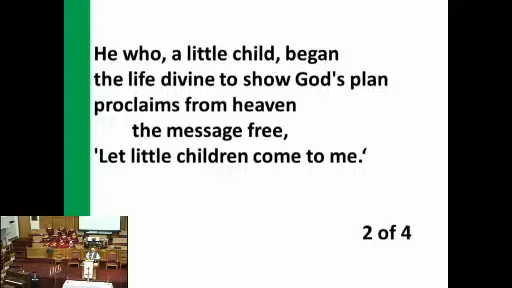 He who, a little child, began
the life divine to show God's plan
proclaims from heaven
the message free,
'Let little children come to me.‘
2 of 4